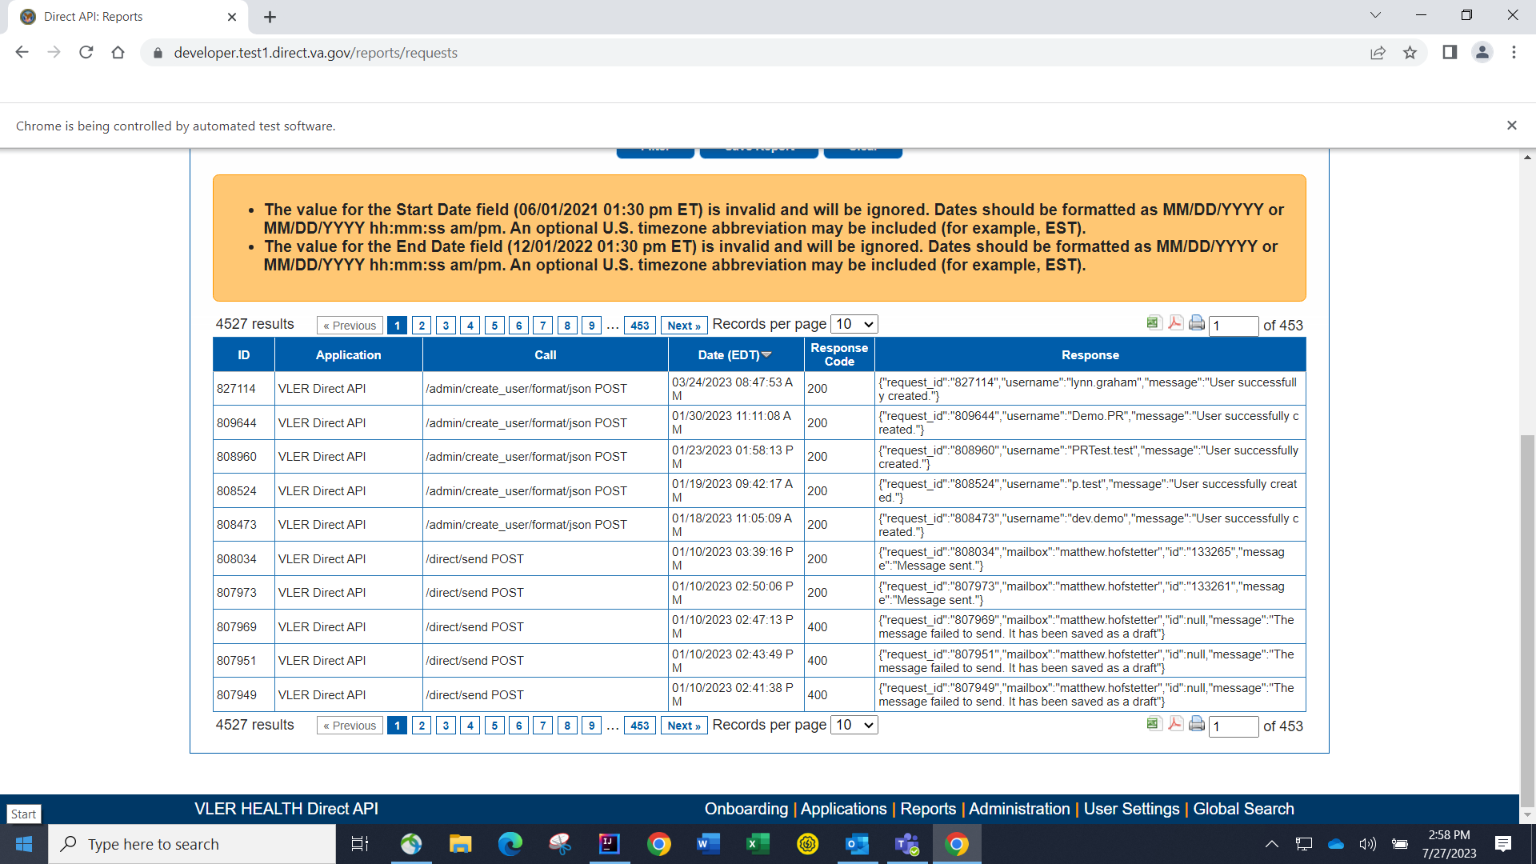 Direct API: Reports
developer.test1.direct.va.gov/reports/requests
Chrome is being controlled by automated test software.
Filter Save Report Clear
• The value for the Start Date field (06/01/2021 01:30 pm ET) is invalid and will be ignored. Dates should be formatted as MM/DD/YYYY or
MM/DD/YYYY hh:mm:ss am/pm. An optional U.S. timezone abbreviation may be included (for example, EST).
• The value for the End Date field (12/01/2022 01:30 pm ET) is invalid and will be ignored. Dates should be formatted as MM/DD/YYYY or
MM/DD/YYYY hh:mm:ss am/pm. An optional U.S. timezone abbreviation may be included (for example, EST).
4527 results « Previous 1 2 3 4 5 6 7 8 9 ... 453 Next » Records per page 10 1 of 453
ID Application Call Date (EDT) Response Code Response
827114 VLER Direct API /admin/create_user/format/json POST 03/24/2023 08:47:53 A 200 {"request_id":"827114","username":"lynn.graham","message":"User successfull
M y created."}
809644 VLER Direct API /admin/create_user/format/json POST 01/30/2023 11:11:08 A 200 {"request_id":"809644","username":"Demo.PR","message":"User successfully c
M reated."}
808960 VLER Direct API /admin/create_user/format/json POST 01/23/2023 01:58:13 P 200 {"request_id":"808960","username":"PRTest.test","message":"User successfully
M created."}
808524 VLER Direct API /admin/create_user/format/json POST 01/19/2023 09:42:17 A 200 {"request_id":"808524","username":"p.test","message":"User successfully creat
M ed."}
808473 VLER Direct API /admin/create_user/format/json POST 01/18/2023 11:05:09 A 200 {"request_id":"808473","username":"dev.demo","message":"User successfully c
M reated."}
808034 VLER Direct API /direct/send POST 01/10/2023 03:39:16 P 200 {"request_id":"808034","mailbox":"matthew.hofstetter","id":"133265","messag
M e":"Message sent."}
807973 VLER Direct API /direct/send POST 01/10/2023 02:50:06 P 200 {"request_id":"807973","mailbox":"matthew.hofstetter","id":"133261","messag
M e":"Message sent."}
807969 VLER Direct API /direct/send POST 01/10/2023 02:47:13 P 400 {"request_id":"807969","mailbox":"matthew.hofstetter","id":null,"message":"The
M message failed to send. It has been saved as a draft"}
807951 VLER Direct API /direct/send POST 01/10/2023 02:43:49 P 400 {"request_id":"807951","mailbox":"matthew.hofstetter","id":null,"message":"The
M message failed to send. It has been saved as a draft"}
807949 VLER Direct API /direct/send POST 01/10/2023 02:41:38 P 400 {"request_id":"807949","mailbox":"matthew.hofstetter","id":null,"message":"The
M message failed to send. It has been saved as a draft"}
4527 results « Previous 1 2 3 4 5 6 7 8 9 ... 453 Next » Records per page 10 1 of 453
VLER HEALTH Direct API Onboarding | Applications | Reports | Administration | User Settings | Global Search
Start
Type here to search
2:58 PM
7/27/2023